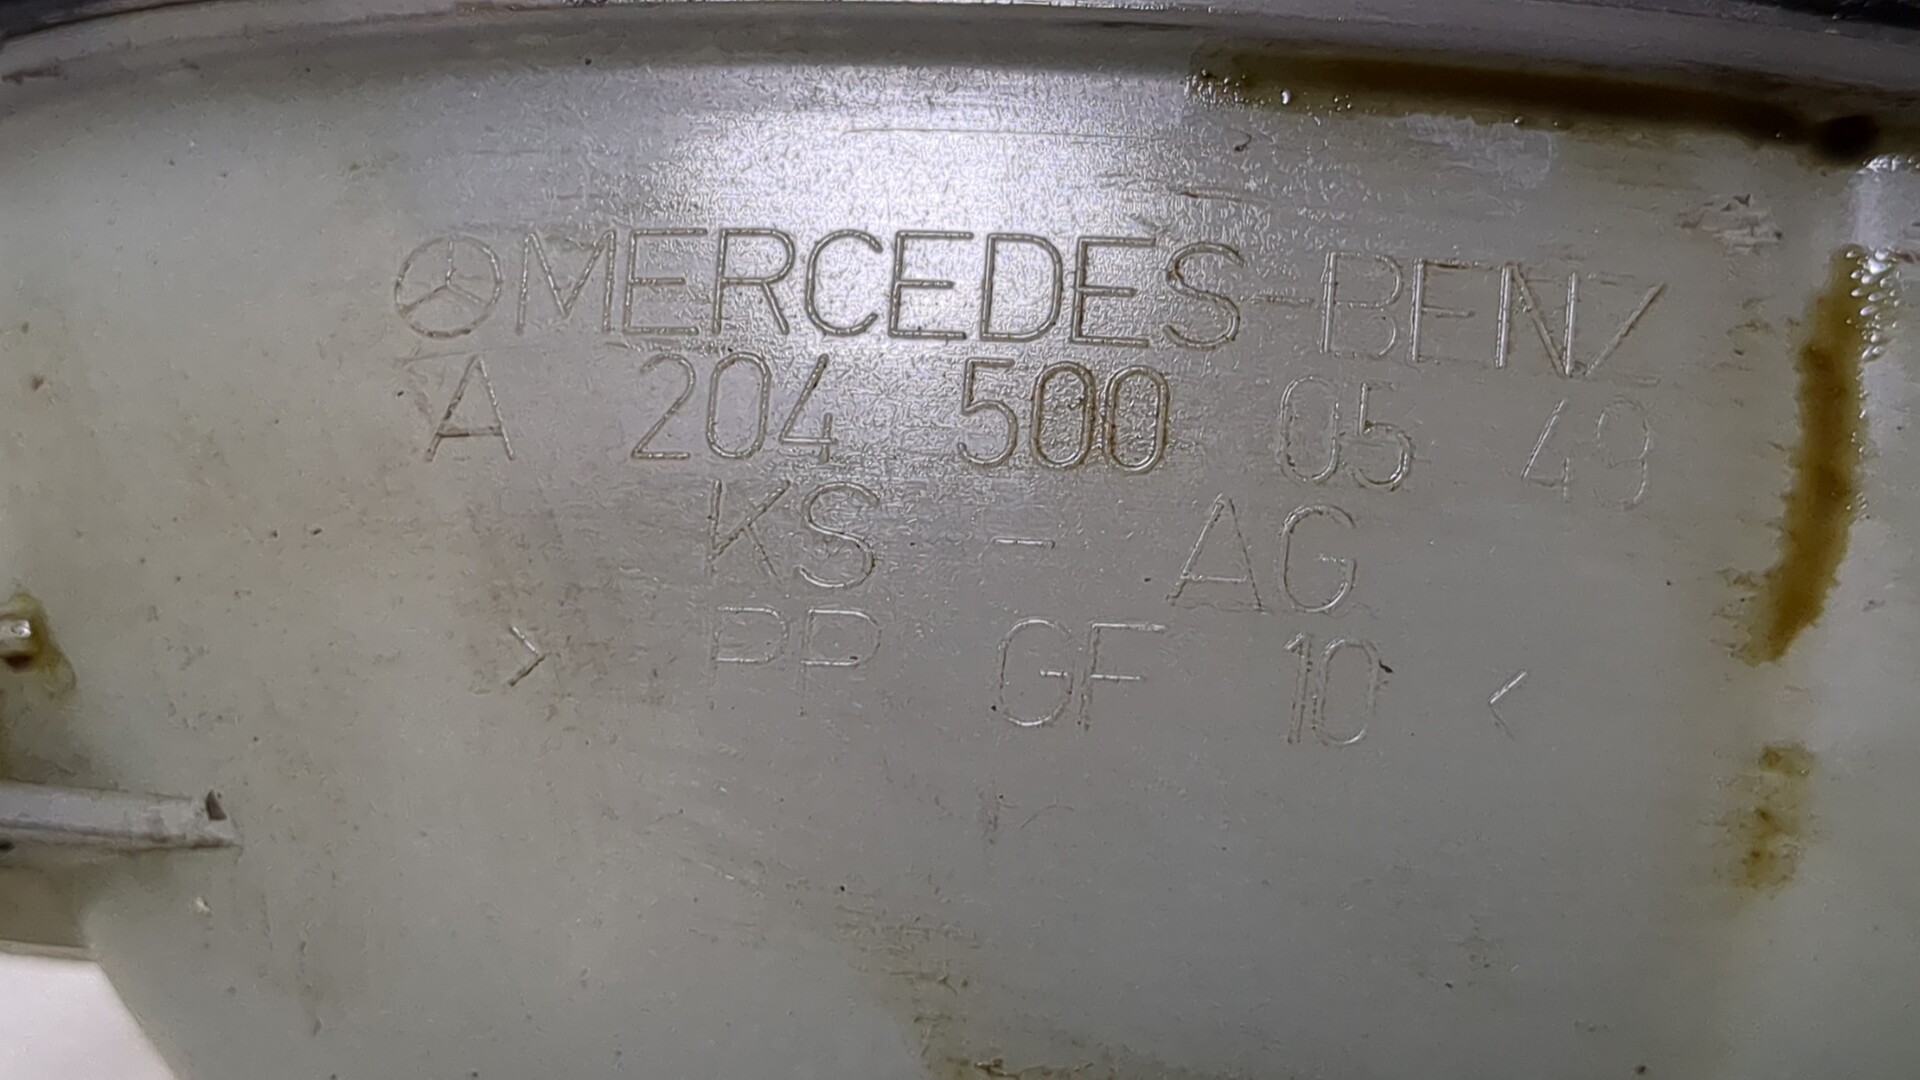 MERCEDES-BENZ
A 204 500 05 49
KS - AG
> PP GF 10 <